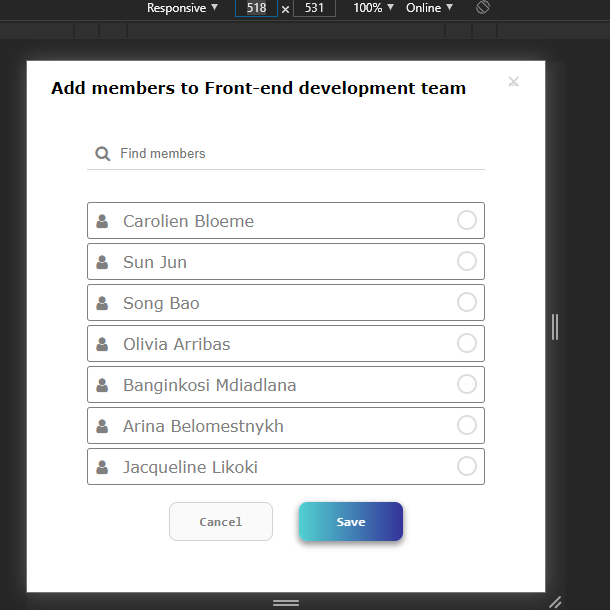 Responsive ▼ 518 × 531 100% ▼ Online ▼
Add members to Front-end development team ×
Find members
Carolien Bloeme
Sun Jun
Song Bao
Olivia Arribas
Banginkosi Mdiadlana
Arina Belomestnykh
Jacqueline Likoki
Cancel Save